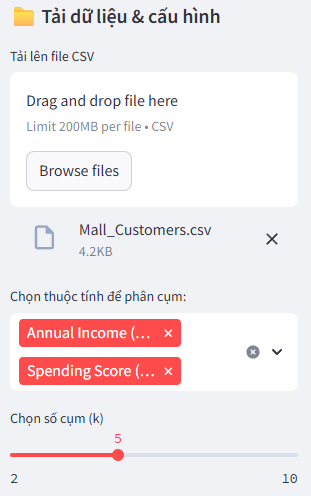 Tải dữ liệu & cấu hình
Tải lên file CSV
Drag and drop file here
Limit 200MB per file • CSV
Browse files
Mall_Customers.csv
4.2KB
Chọn thuộc tính để phân cụm:
Annual Income (...
Spending Score (...
Chọn số cụm (k)
5
2 10